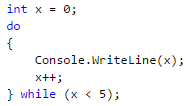 int x = 0;
do
{
    Console.WriteLine(x);
    x++;
} while (x < 5);